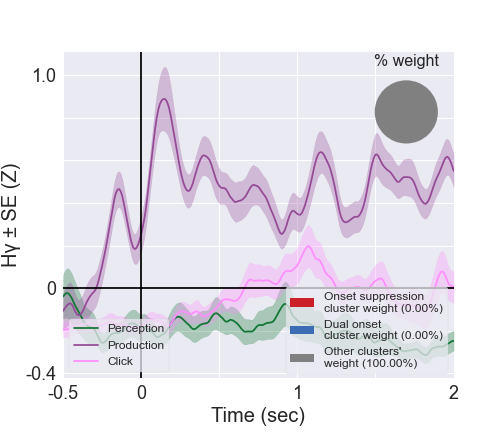 % weight
1.0
Hγ ± SE (Z)
0
-0.4
Perception
Production
Click
Onset suppression
cluster weight (0.00%)
Dual onset
cluster weight (0.00%)
Other clusters'
weight (100.00%)
-0.5
0
1
2
Time (sec)